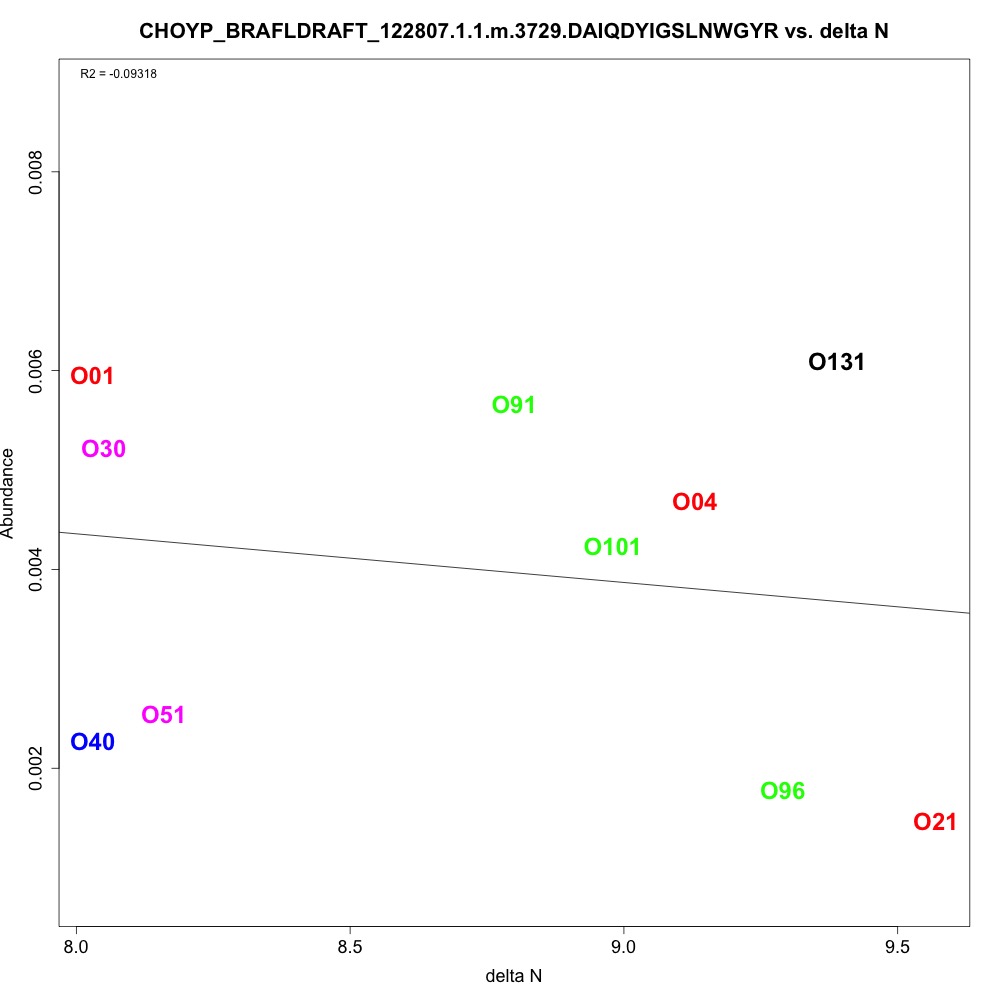 CHOYP_BRAFLDRAFT_122807.1.1.m.3729.DAIQDYIGSLNWGYR vs. delta N
R2 = -0.09318
0.008
0.006
0.004
0.002
Abundance
O01
O131
O91
O30
O04
O101
O51
O40
O96
O21
8.0 8.5 9.0 9.5
delta N